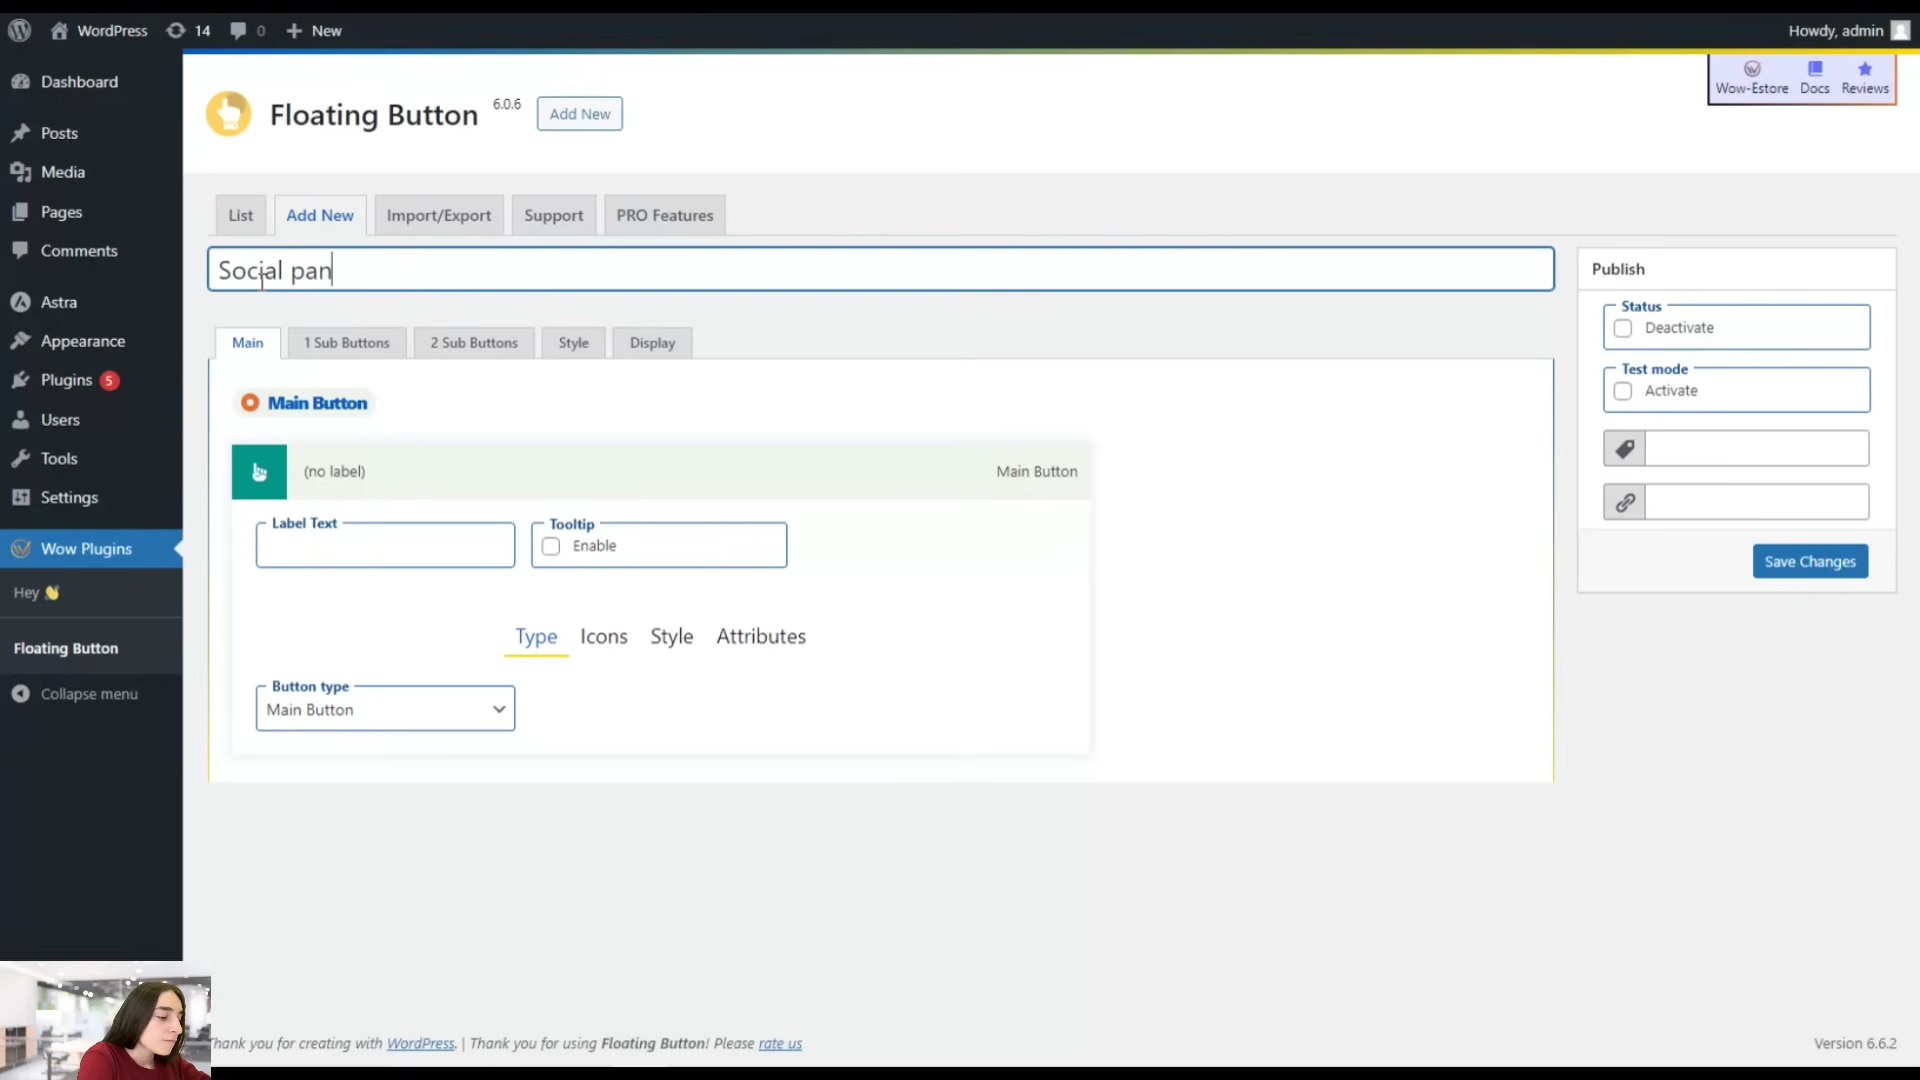 WordPress 14 0 New Howdy, admin
Dashboard
Posts
Media
Pages
Comments
Astra
Appearance
Plugins 5
Users
Tools
Settings
Wow Plugins
Hey 👋
Floating Button
Collapse menu
Floating Button 6.0.6 Add New
Wow-Estore Docs Reviews
List Add New Import/Export Support PRO Features
Social pan
Main 1 Sub Buttons 2 Sub Buttons Style Display
Main Button
(no label) Main Button
Label Text
Tooltip
Enable
Type Icons Style Attributes
Button type
Main Button
Publish
Status
Deactivate
Test mode
Activate
Save Changes
hank you for creating with WordPress. | Thank you for using Floating Button! Please rate us
Version 6.6.2